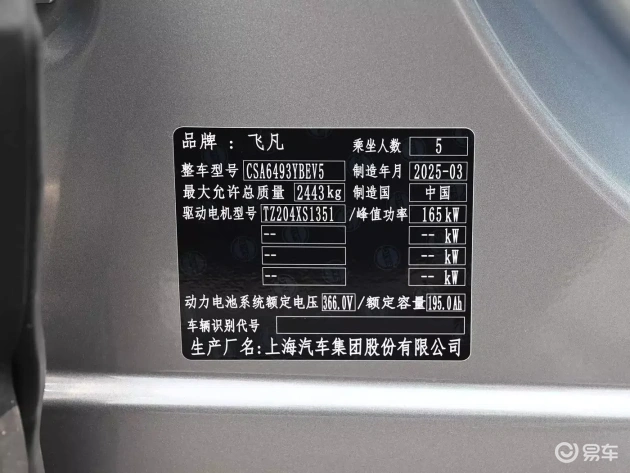 品牌：飞凡 乘坐人数 5
整车型号 CSA6493YBEV5 制造年月 2025-03
最大允许总质量 2443kg 制造国 中国
驱动电机型号 TZ204XS1351 /峰值功率 165kW
-- -- kW
-- -- kW
-- -- kW
动力电池系统额定电压 366.0V /额定容量 195.0Ah
车辆识别代号
生产厂名:上海汽车集团股份有限公司
易车